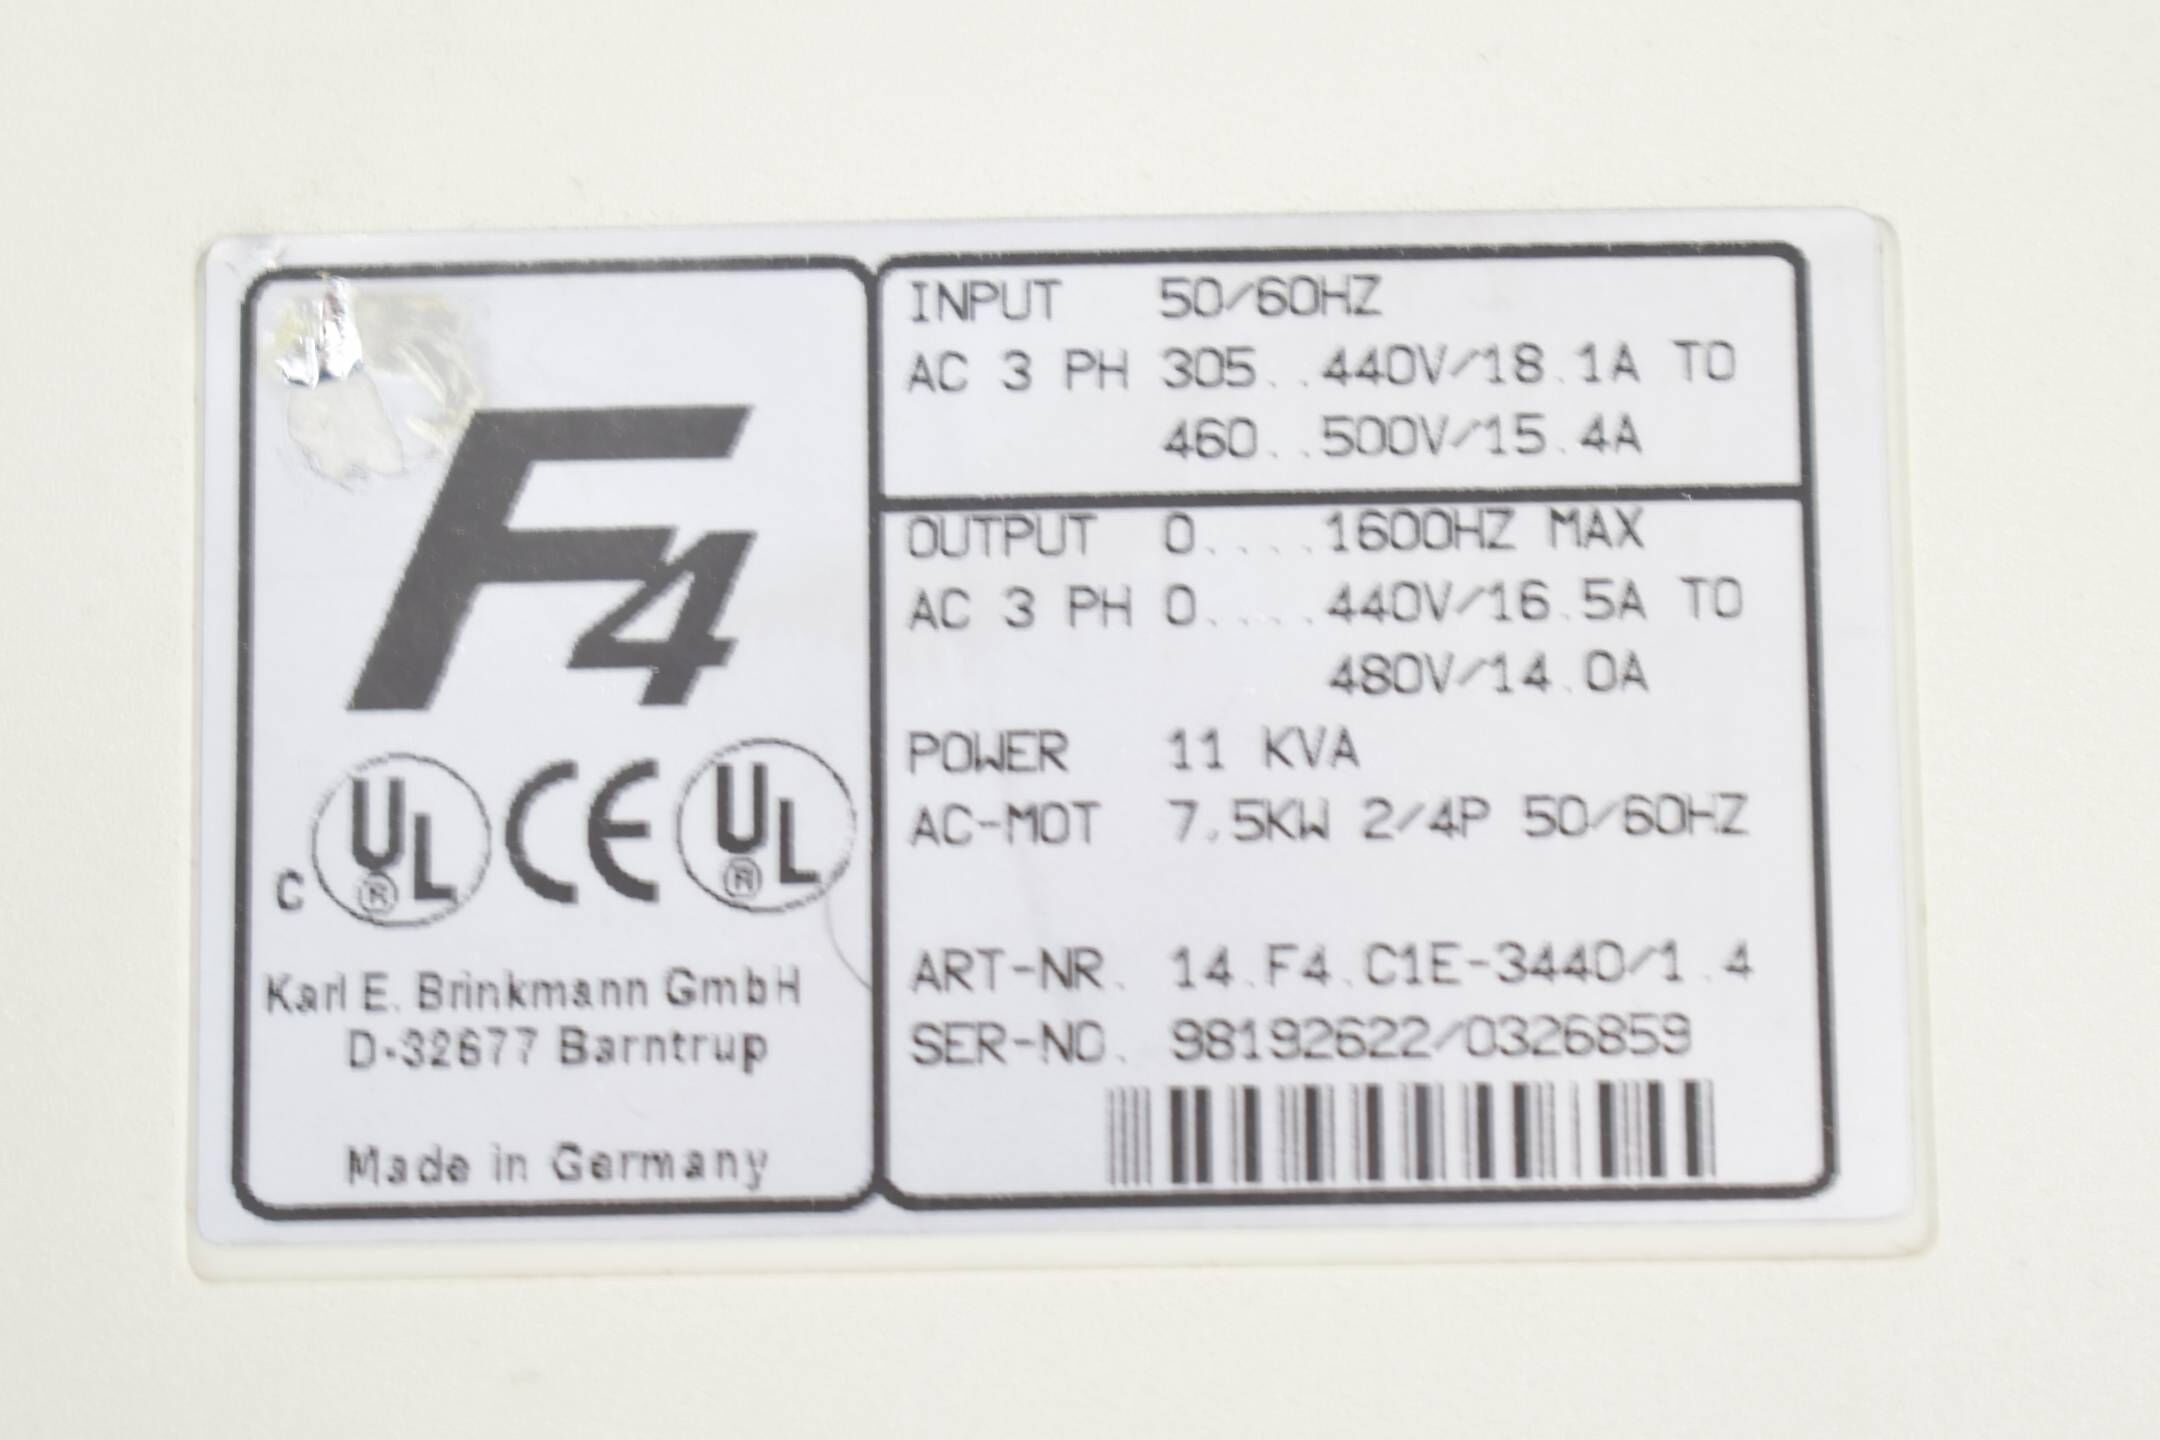 F4
c UL® CE UL®
Karl E. Brinkmann GmbH
D-32677 Barntrup
Made in Germany
INPUT 50/60HZ
AC 3 PH 305..440V/18.1A TO
460..500V/15.4A
OUTPUT 0....1600HZ MAX
AC 3 PH 0....440V/16.5A TO
480V/14.0A
POWER 11 KVA
AC-MOT 7.5KW 2/4P 50/60HZ
ART-NR. 14.F4.C1E-3440/1.4
SER-NO. 98192622/0326859